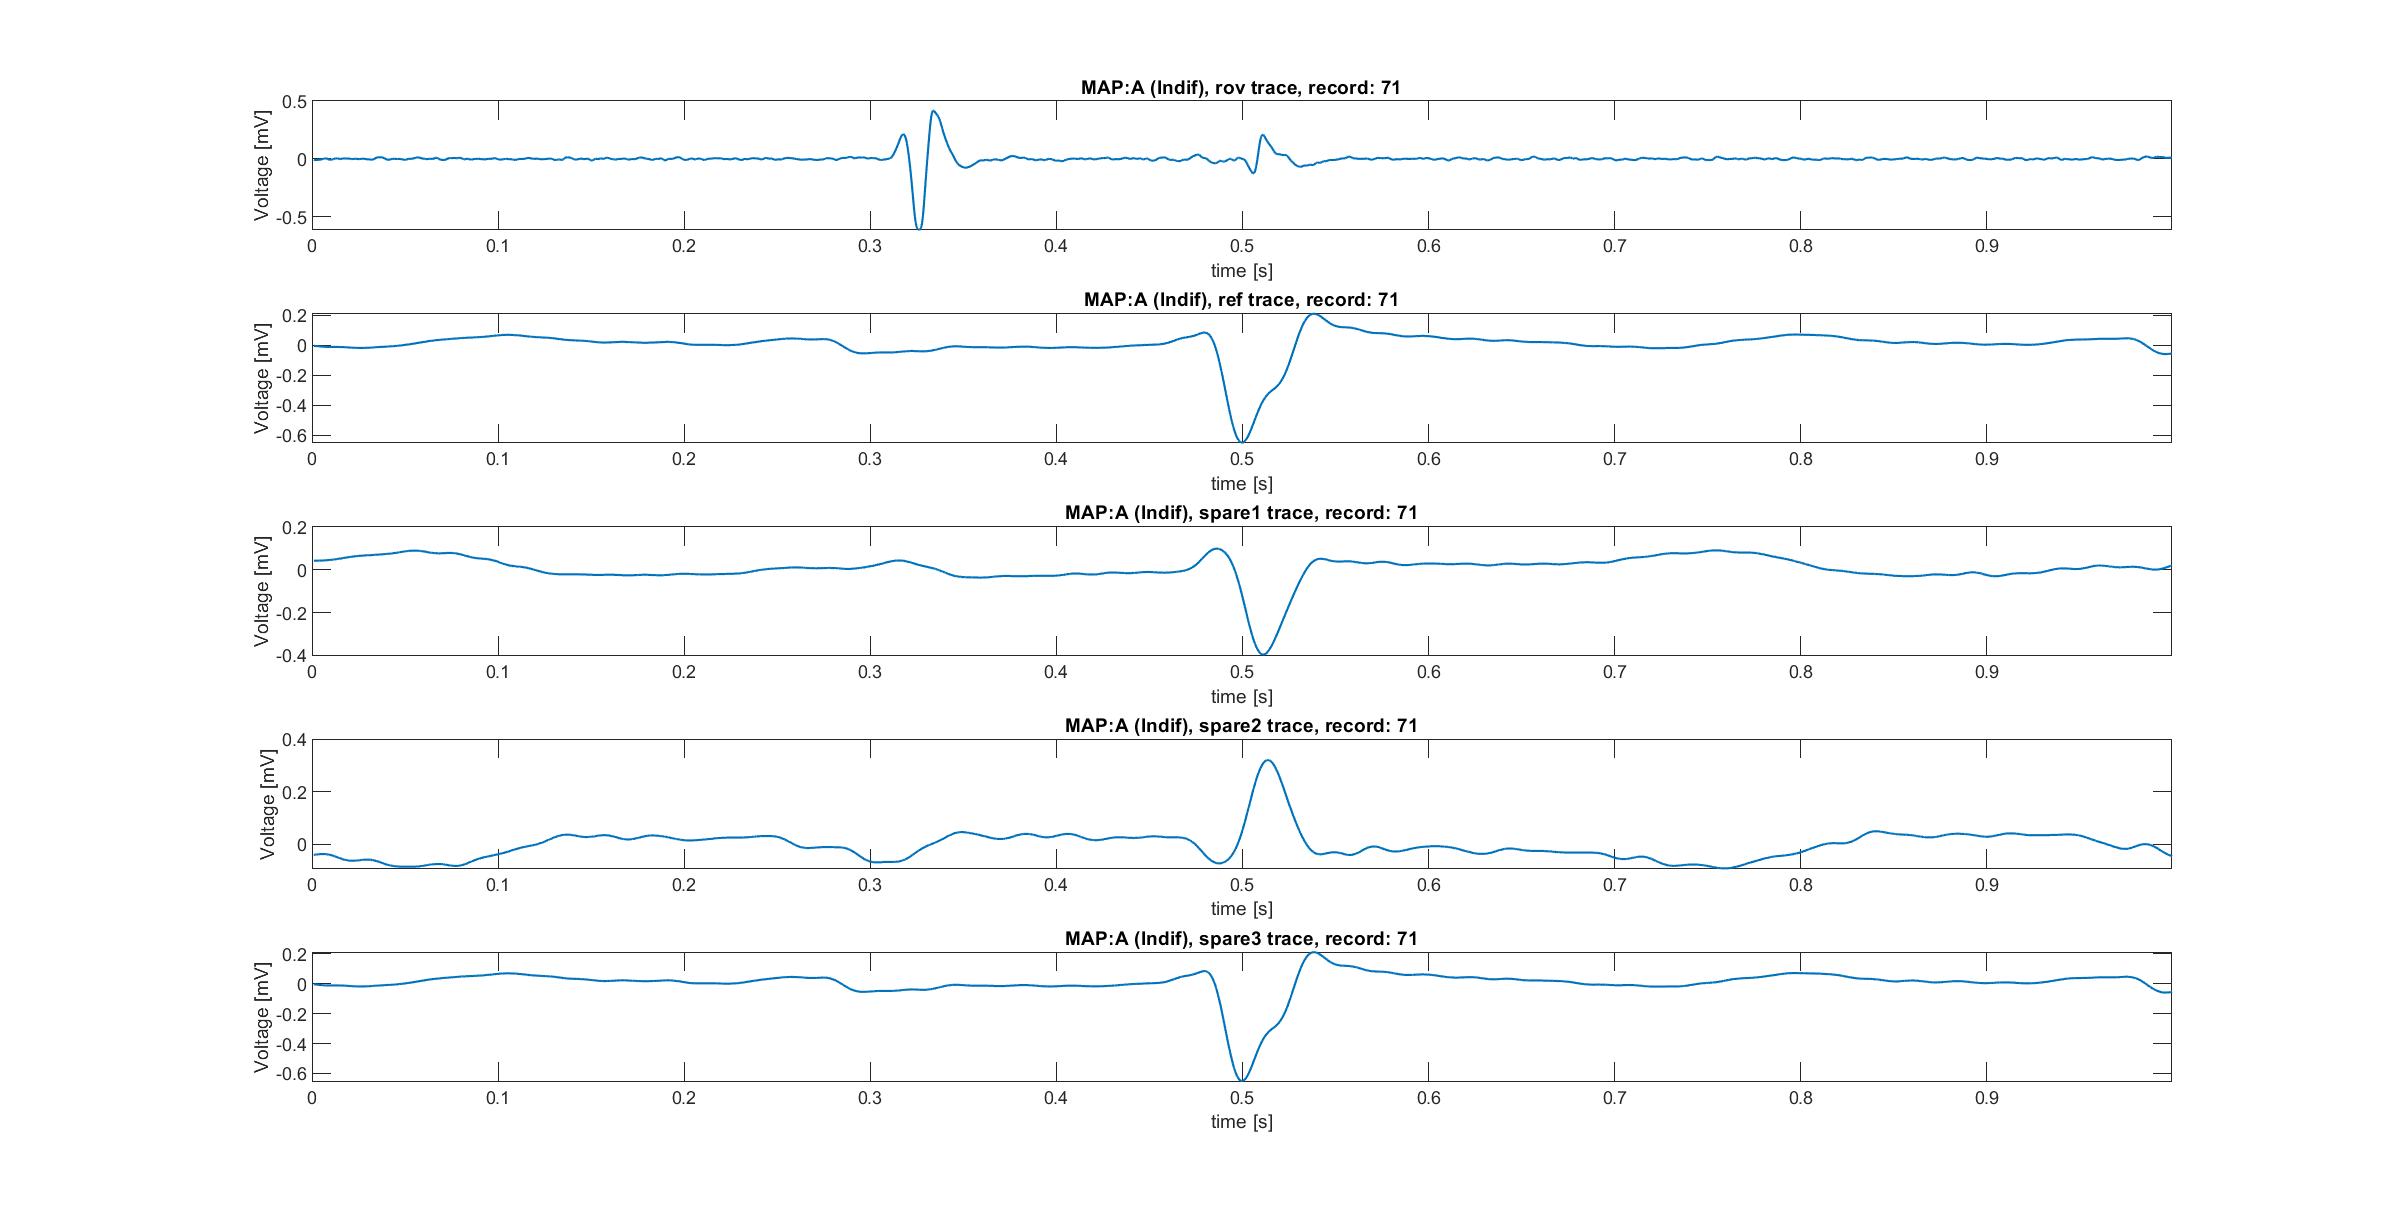 MAP:A (Indif), rov trace, record: 71
Voltage [mV]
0.5
0
-0.5
0 0.1 0.2 0.3 0.4 0.5 0.6 0.7 0.8 0.9
time [s]
MAP:A (Indif), ref trace, record: 71
Voltage [mV]
0.2
0
-0.2
-0.4
-0.6
0 0.1 0.2 0.3 0.4 0.5 0.6 0.7 0.8 0.9
time [s]
MAP:A (Indif), spare1 trace, record: 71
Voltage [mV]
0.2
0
-0.2
-0.4
0 0.1 0.2 0.3 0.4 0.5 0.6 0.7 0.8 0.9
time [s]
MAP:A (Indif), spare2 trace, record: 71
Voltage [mV]
0.4
0.2
0
0 0.1 0.2 0.3 0.4 0.5 0.6 0.7 0.8 0.9
time [s]
MAP:A (Indif), spare3 trace, record: 71
Voltage [mV]
0.2
0
-0.2
-0.4
-0.6
0 0.1 0.2 0.3 0.4 0.5 0.6 0.7 0.8 0.9
time [s]